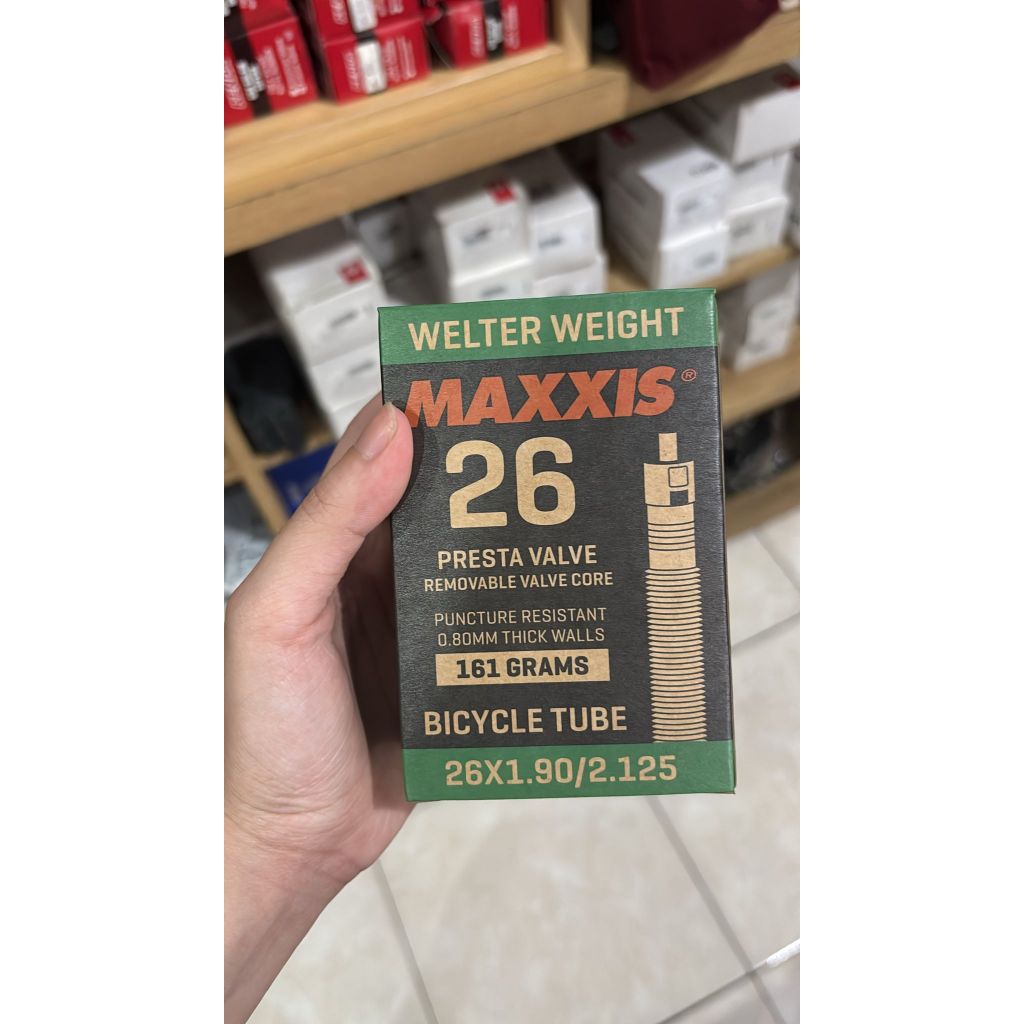 WELTER WEIGHT
MAXXIS®
26
PRESTA VALVE
REMOVABLE VALVE CORE
PUNCTURE RESISTANT
0.80MM THICK WALLS
161 GRAMS
BICYCLE TUBE
26X1.90/2.125